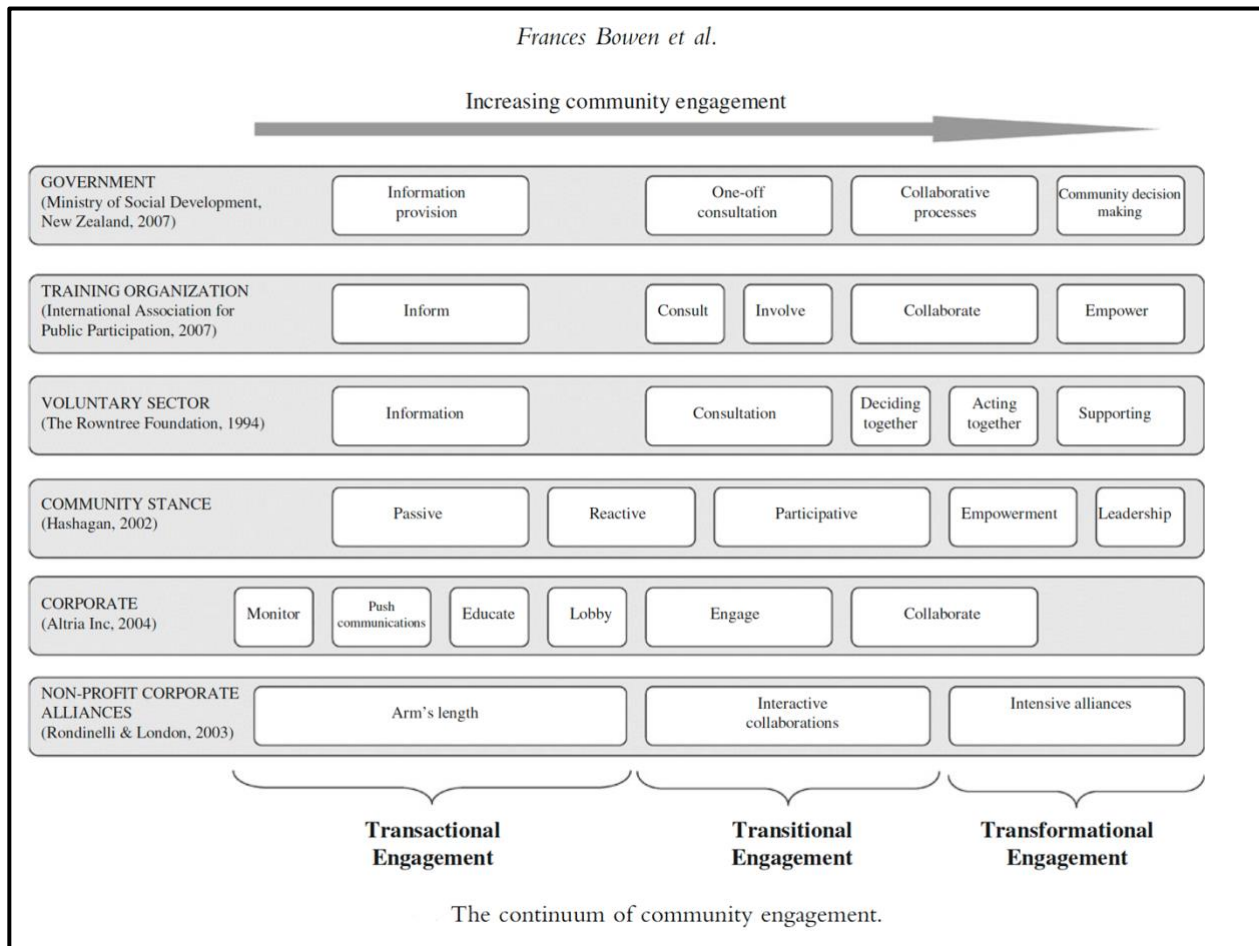 Frances Bowen et al.
Increasing community engagement
GOVERNMENT
(Ministry of Social Development,
New Zealand, 2007)
Information
provision
One-off
consultation
Collaborative
processes
Community decision
making
TRAINING ORGANIZATION
(International Association for
Public Participation, 2007)
Inform
Consult
Involve
Collaborate
Empower
VOLUNTARY SECTOR
(The Rowntree Foundation, 1994)
Information
Consultation
Deciding
together
Acting
together
Supporting
COMMUNITY STANCE
(Hashagan, 2002)
Passive
Reactive
Participative
Empowerment
Leadership
CORPORATE
(Altria Inc, 2004)
Monitor
Push
communications
Educate
Lobby
Engage
Collaborate
NON-PROFIT CORPORATE
ALLIANCES
(Rondinelli & London, 2003)
Arm's length
Interactive
collaborations
Intensive alliances
Transactional
Engagement
Transitional
Engagement
Transformational
Engagement
The continuum of community engagement.